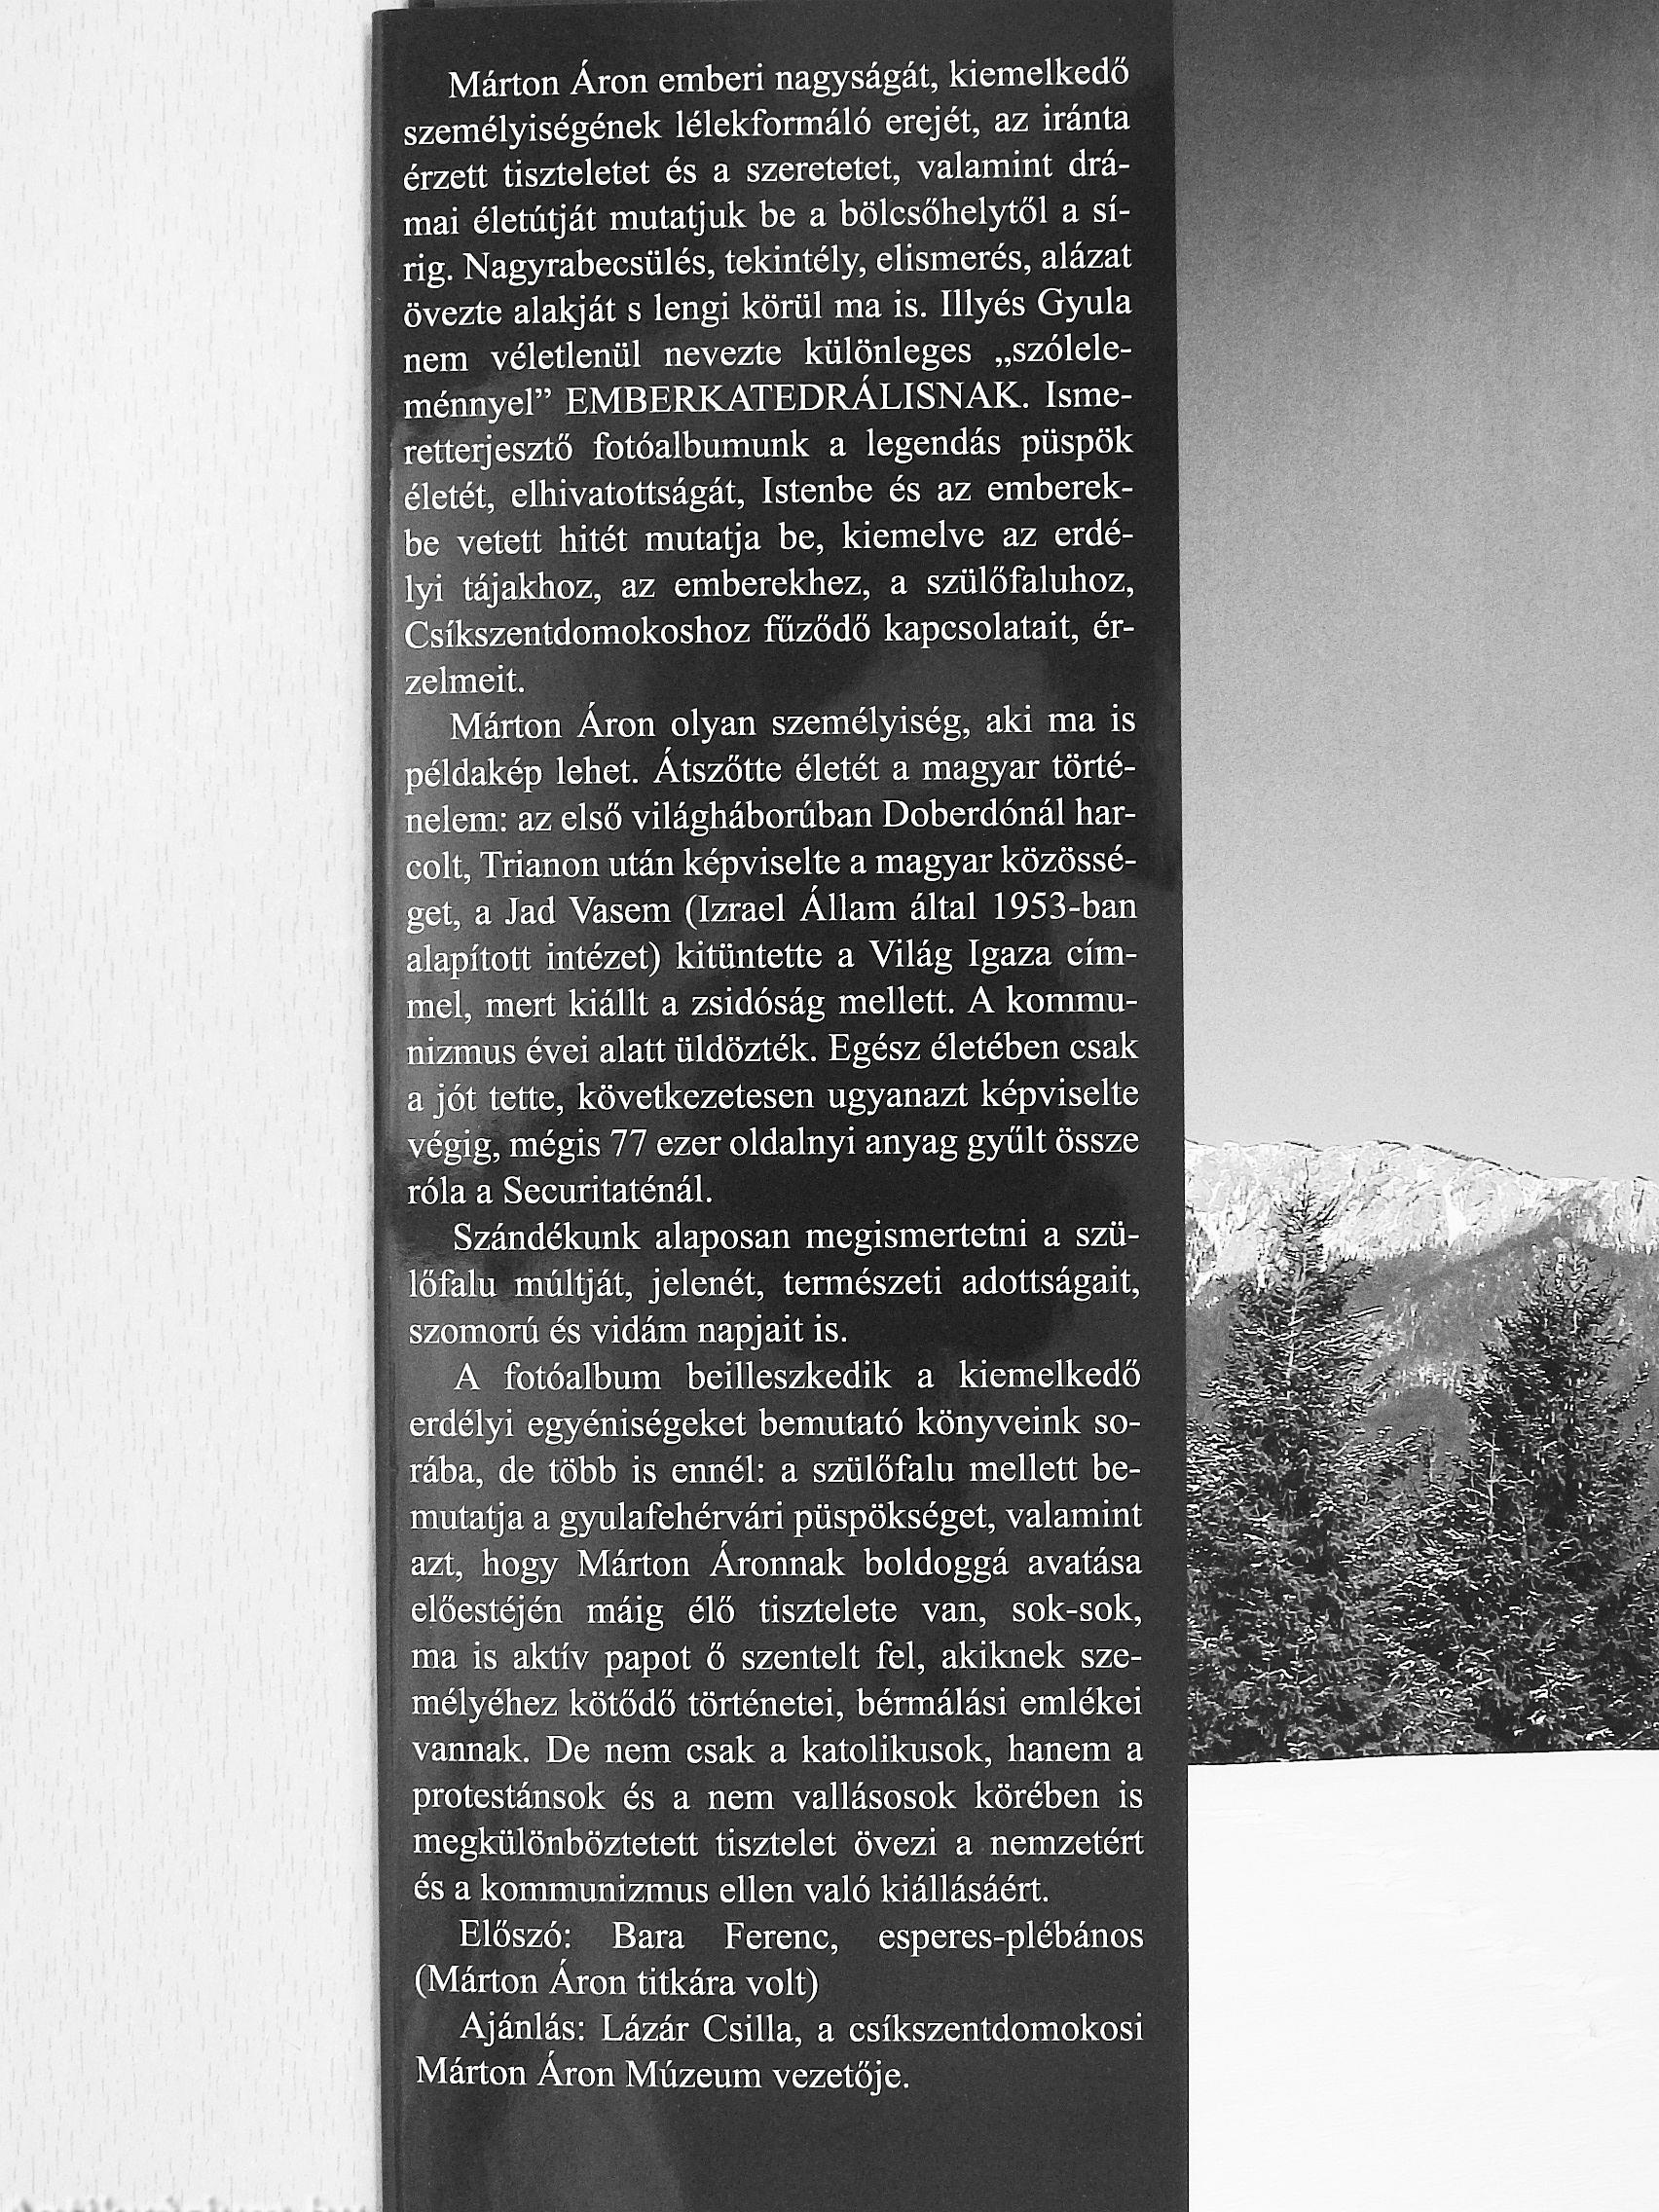 Márton Áron emberi nagyságát, kiemelkedő
személyiségének lélekformáló erejét, az iránta
érzett tiszteletet és a szeretetet, valamint drá-
mai életútját mutatjuk be a bölcsőhelytől a sí-
rig. Nagyrabecsülés, tekintély, elismerés, alázat
övezte alakját s lengi körül ma is. Illyés Gyula
nem véletlenül nevezte különleges „szólele-
ménnyel” EMBERKATEDRÁLISNAK. Isme-
retterjesztő fotóalbumunk a legendás püspök
életét, elhivatottságát, Istenbe és az emberek-
be vetett hitét mutatja be, kiemelve az erdé-
lyi tájakhoz, az emberekhez, a szülőfaluhoz,
Csíkszentdomokoshoz fűződő kapcsolatait, ér-
zelmeit.
Márton Áron olyan személyiség, aki ma is
példakép lehet. Átszőtte életét a magyar törté-
nelem: az első világháborúban Doberdónál har-
colt, Trianon után képviselte a magyar közössé-
get, a Jad Vasem (Izrael Állam által 1953-ban
alapított intézet) kitüntette a Világ Igaza cím-
mel, mert kiállt a zsidóság mellett. A kommu-
nizmus évei alatt üldözték. Egész életében csak
a jót tette, következetesen ugyanazt képviselte
végig, mégis 77 ezer oldalnyi anyag gyűlt össze
róla a Securitaténál.
Szándékunk alaposan megismertetni a szü-
lőfalu múltját, jelenét, természeti adottságait,
szomorú és vidám napjait is.
A fotóalbum beilleszkedik a kiemelkedő
erdélyi egyéniségeket bemutató könyveink so-
rába, de több is ennél: a szülőfalu mellett be-
mutatja a gyulafehérvári püspökséget, valamint
azt, hogy Márton Áronnak boldoggá avatása
előestéjén máig élő tisztelete van, sok-sok,
ma is aktív papot ő szentelt fel, akiknek sze-
mélyéhez kötődő történetei, bérmálási emlékei
vannak. De nem csak a katolikusok, hanem a
protestánsok és a nem vallásosok körében is
megkülönböztetett tisztelet övezi a nemzetért
és a kommunizmus ellen való kiállásáért.
Előszó: Bara Ferenc, esperes-plébános
(Márton Áron titkára volt)
Ajánlás: Lázár Csilla, a csíkszentdomokosi
Márton Áron Múzeum vezetője.